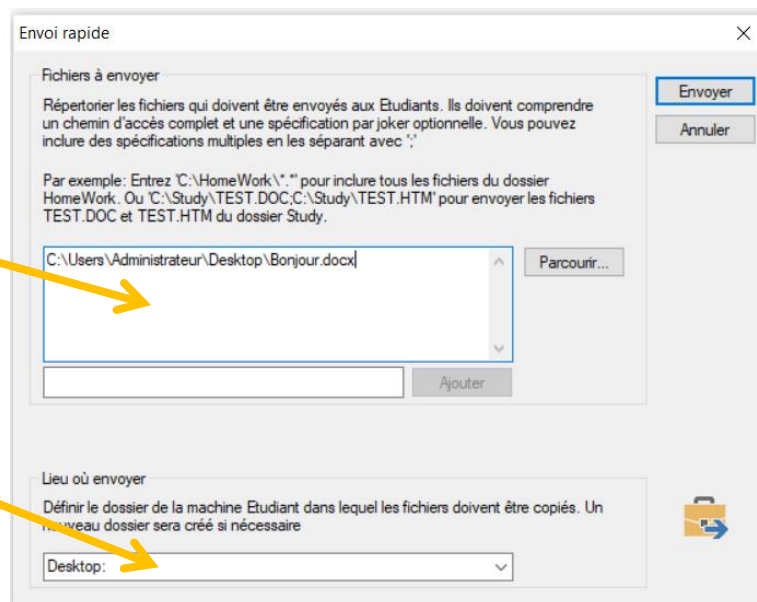 Envoi rapide
Fichiers à envoyer
Répertorier les fichiers qui doivent être envoyés aux Etudiants. Ils doivent comprendre
un chemin d'accès complet et une spécification par joker optionnelle. Vous pouvez
inclure des spécifications multiples en les séparant avec ';'
Par exemple: Entrez 'C:\HomeWork\*.*' pour inclure tous les fichiers du dossier
HomeWork. Ou 'C:\Study\TEST.DOC;C:\Study\TEST.HTM' pour envoyer les fichiers
TEST.DOC et TEST.HTM du dossier Study.
C:\Users\Administrateur\Desktop\Bonjour.docx
Parcourir...
Ajouter
Envoyer
Annuler
Lieu où envoyer
Définir le dossier de la machine Etudiant dans lequel les fichiers doivent être copiés. Un
nouveau dossier sera créé si nécessaire
Desktop: